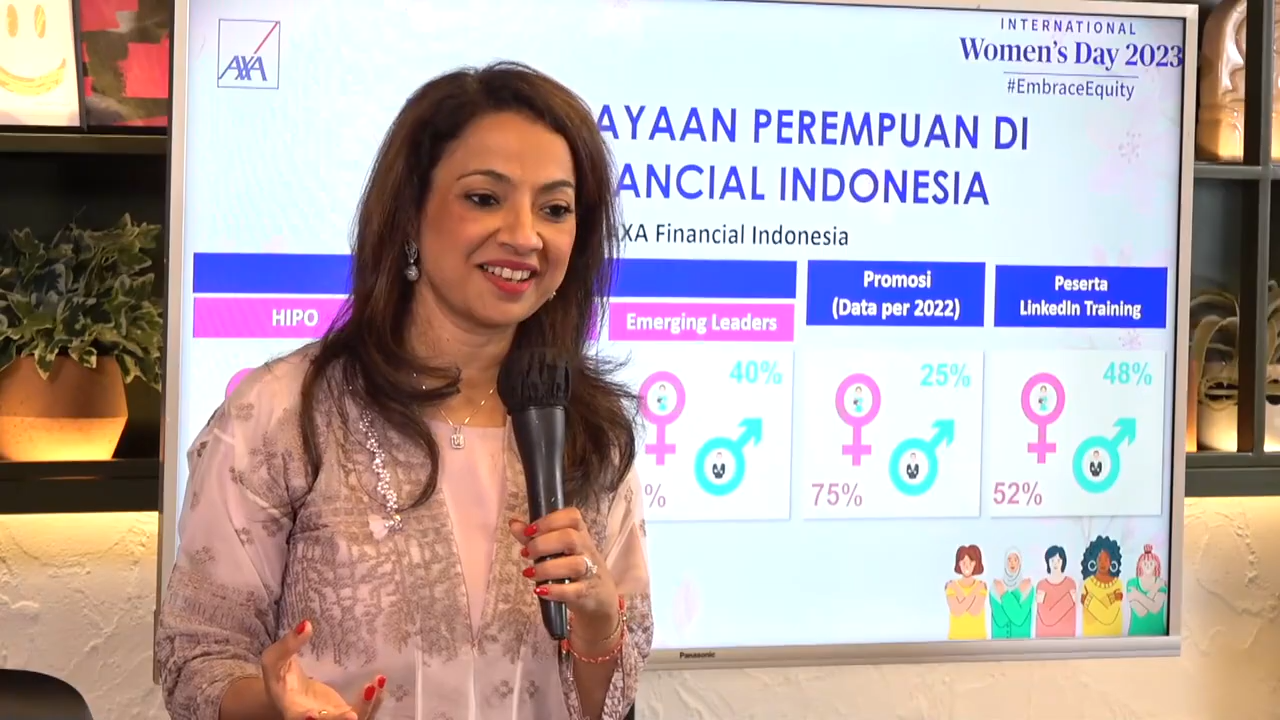 AXA
INTERNATIONAL
Women's Day 2023
#EmbraceEquity
AYAAN PEREMPUAN DI
ANCIAL INDONESIA
XA Financial Indonesia
HIPO
Emerging Leaders
Promosi
(Data per 2022)
Peserta
LinkedIn Training
40%
%
25%
75%
48%
52%
Panasonic